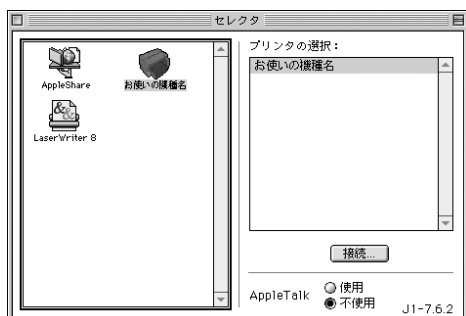 セレクタ
AppleShare
お使いの機種名
LaserWriter 8
プリンタの選択：
お使いの機種名
接続...
AppleTalk
使用
不使用
J1-7.6.2